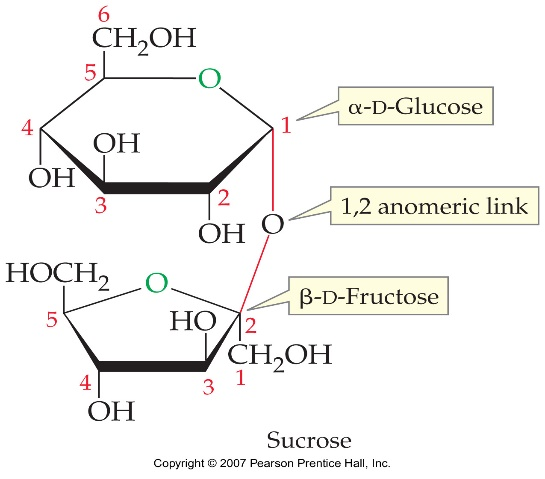 6
CH₂OH
5
O
α-D-Glucose
4
1
OH
OH
3
2
OH
1,2 anomeric link
O
HOCH₂
O
β-D-Fructose
5
HO
2
CH₂OH
4
3
1
OH
Sucrose
Copyright © 2007 Pearson Prentice Hall, Inc.